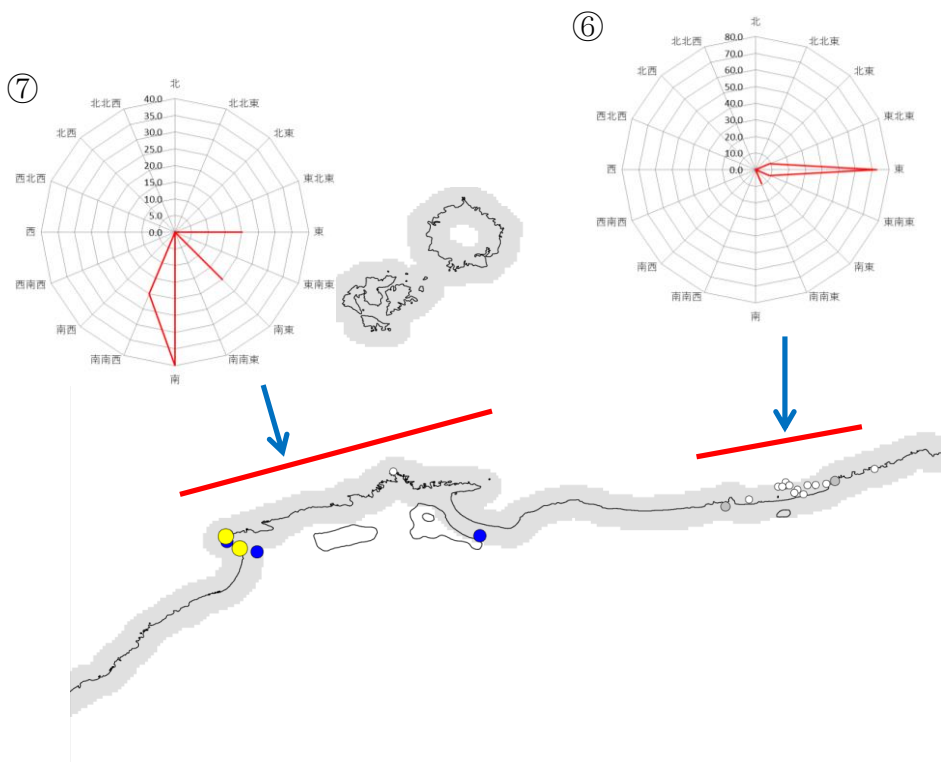 ⑦
北
北北東
北東
東北東
東
東南東
南東
南南東
南
南南西
南西
西南西
西
西北西
北西
北北西
40.0
35.0
30.0
25.0
20.0
15.0
10.0
5.0
0.0
⑥
北
北北東
北東
東北東
東
東南東
南東
南南東
南
南南西
南西
西南西
西
西北西
北西
北北西
80.0
70.0
60.0
50.0
40.0
30.0
20.0
10.0
0.0